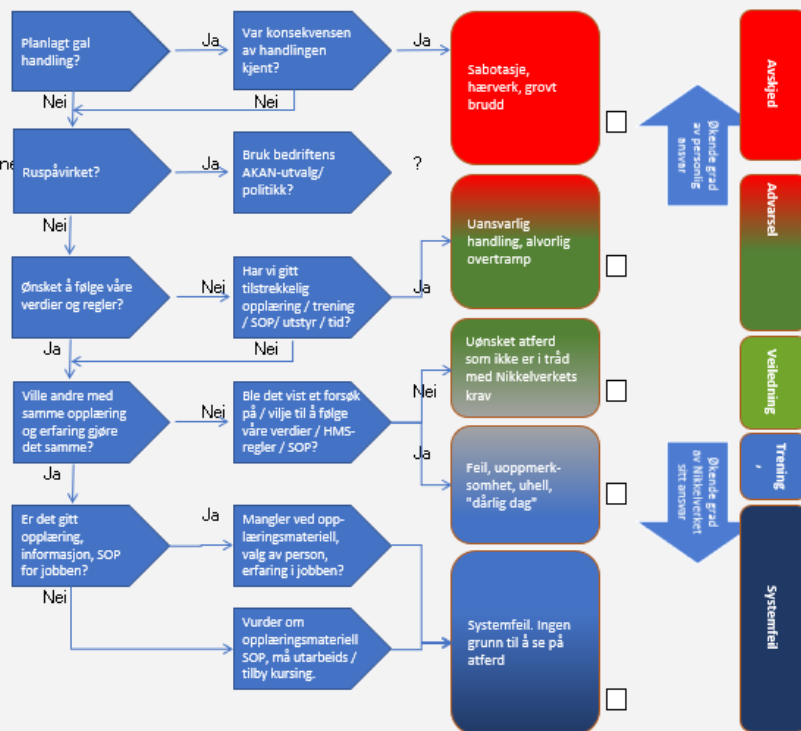 Planlagt gal
handling?
Ja
Var konsekvensen
av handlingen
kjent?
Ja
Sabotasje,
hærverk, grovt
brudd
Nei
Nei
Ruspåvirket?
Ja
Bruk bedriftens
AKAN-utvalg/
politikk?
?
Nei
Ønsket å følge våre
verdier og regler?
Nei
Har vi gitt
tilstrekkelig
opplæring / trening
/ SOP/ utstyr / tid?
Ja
Uansvarlig
handling, alvorlig
overtramp
Ja
Nei
Ville andre med
samme opplæring
og erfaring gjøre
det samme?
Nei
Ble det vist et forsøk
på / vilje til å følge
våre verdier / HMS-
regler / SOP?
Nei
Uønsket atferd
som ikke er i tråd
med Nikkelverkets
krav
Ja
Feil, uoppmerk-
somhet, uhell,
"dårlig dag"
Ja
Er det gitt
opplæring,
informasjon, SOP
for jobben?
Ja
Mangler ved opp-
læringsmateriell,
valg av person,
erfaring i jobben?
Nei
Vurder om
opplæringsmateriell
SOP, må utarbeids /
tilby kursing.
Systemfeil. Ingen
grunn til å se på
atferd
Økende grad
av personlig
ansvar
Økende grad
av Nikkelverket
sitt ansvar
Avskjed
Advarsel
Veiledning
Trening
,
Systemfeil